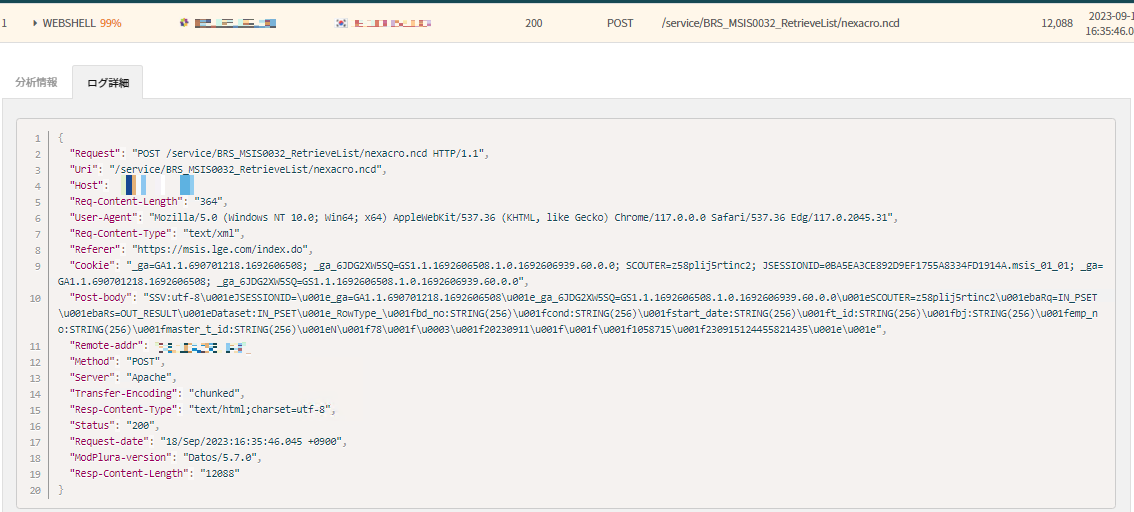 1 WEBSHELL 99% 200 POST /service/BRS_MSIS0032_RetrieveList/nexacro.ncd 12,088 2023-09-1
16:35:46.0
分析情報 ログ詳細
1 {
2 "Request": "POST /service/BRS_MSIS0032_RetrieveList/nexacro.ncd HTTP/1.1",
3 "Uri": "/service/BRS_MSIS0032_RetrieveList/nexacro.ncd",
4 "Host":
5 "Req-Content-Length": "364",
6 "User-Agent": "Mozilla/5.0 (Windows NT 10.0; Win64; x64) AppleWebKit/537.36 (KHTML, like Gecko) Chrome/117.0.0.0 Safari/537.36 Edg/117.0.2045.31",
7 "Req-Content-Type": "text/xml",
8 "Referer": "https://msis.lge.com/index.do",
9 "Cookie": "_ga=GA1.1.690701218.1692606508; _ga_6JDG2XW5SQ=GS1.1.1692606508.1.0.1692606939.60.0.0; SCOUTER=z58plij5rtinc2; JSESSIONID=0BA5EA3CE892D9EF1755A8334FD1914A.msis_01_01; _ga=
GA1.1.690701218.1692606508; _ga_6JDG2XW5SQ=GS1.1.1692606508.1.0.1692606939.60.0.0",
10 "Post-body": "SSV:utf-8\u001eJSESSIONID=\u001e_ga=GA1.1.690701218.1692606508\u001e_ga_6JDG2XW5SQ=GS1.1.1692606508.1.0.1692606939.60.0.0\u001eSCOUTER=z58plij5rtinc2\u001ebaRq=IN_PSET
\u001ebaRs=OUT_RESULT\u001eDataset:IN_PSET\u001e_RowType_\u001fbd_no:STRING(256)\u001fcond:STRING(256)\u001fstart_date:STRING(256)\u001ft_id:STRING(256)\u001fbj:STRING(256)\u001femp_n
o:STRING(256)\u001fmaster_t_id:STRING(256)\u001eN\u001f78\u001f\u0003\u001f20230911\u001f\u001f\u001f1058715\u001f230915124455821435\u001e\u001e",
11 "Remote-addr":
12 "Method": "POST",
13 "Server": "Apache",
14 "Transfer-Encoding": "chunked",
15 "Resp-Content-Type": "text/html;charset=utf-8",
16 "Status": "200",
17 "Request-date": "18/Sep/2023:16:35:46.045 +0900",
18 "ModPlura-version": "Datos/5.7.0",
19 "Resp-Content-Length": "12088"
20 }